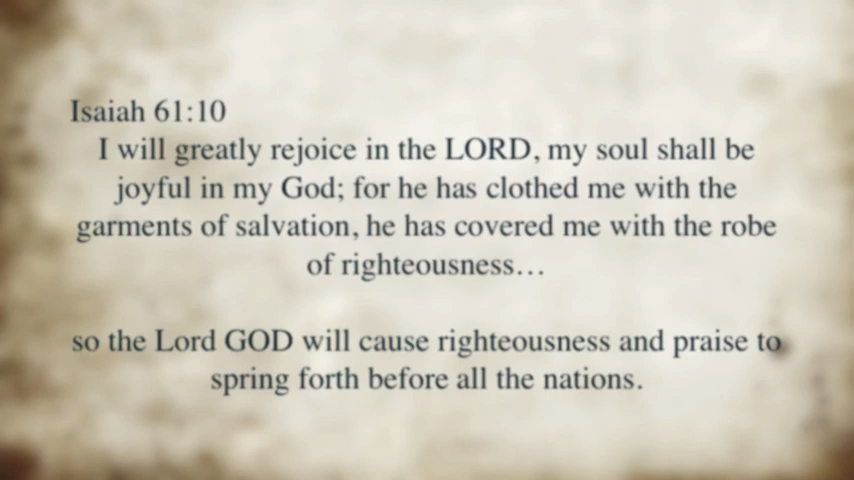 Isaiah 61:10
I will greatly rejoice in the LORD, my soul shall be
joyful in my God; for he has clothed me with the
garments of salvation, he has covered me with the robe
of righteousness…
so the Lord GOD will cause righteousness and praise to
spring forth before all the nations.